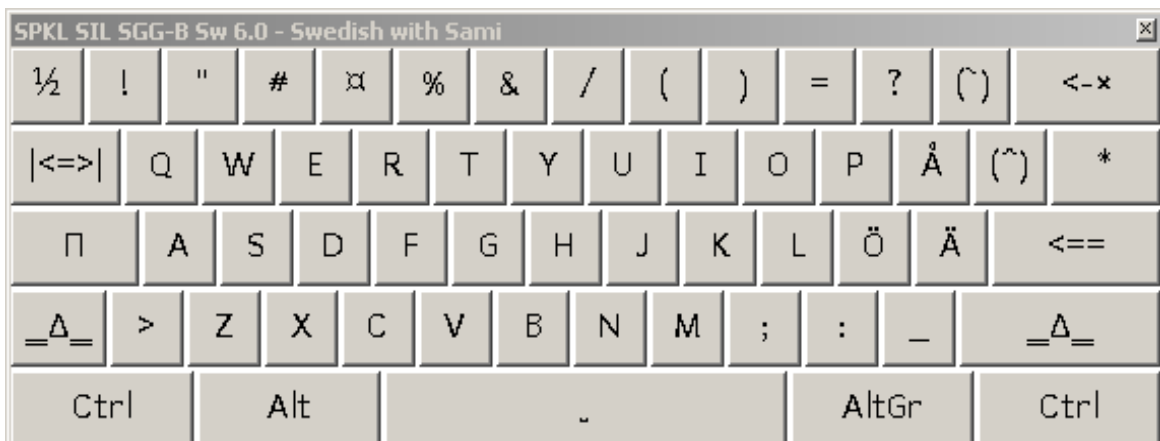 SPKL SIL SGG-B Sw 6.0 - Swedish with Sami
½ ! " # ¤ % & / ( ) = ? (`) <-×
|<=>| Q W E R T Y U I O P Å (^) *
Π A S D F G H J K L Ö Ä <==
‗Δ‗ > Z X C V B N M ; : _ ‗Δ‗
Ctrl Alt ˽ AltGr Ctrl